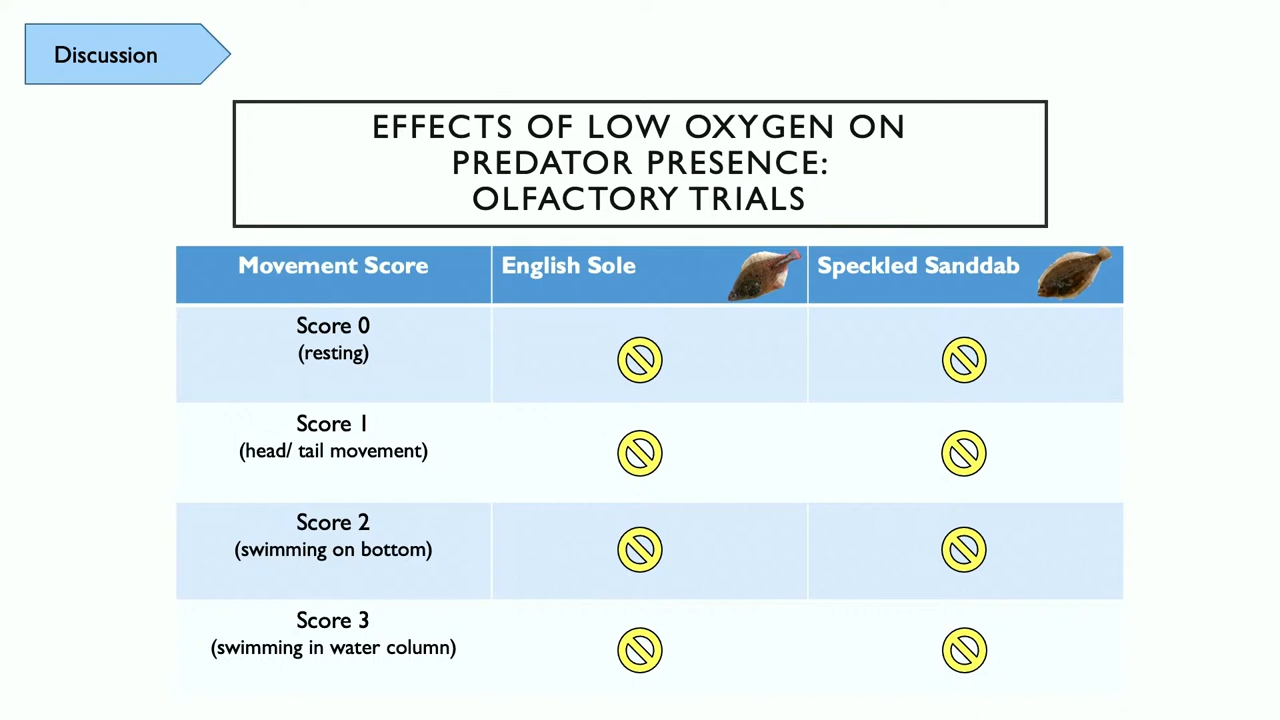 Discussion
EFFECTS OF LOW OXYGEN ON
PREDATOR PRESENCE:
OLFACTORY TRIALS
Movement Score English Sole Speckled Sanddab
Score 0
(resting)
Score 1
(head/ tail movement)
Score 2
(swimming on bottom)
Score 3
(swimming in water column)